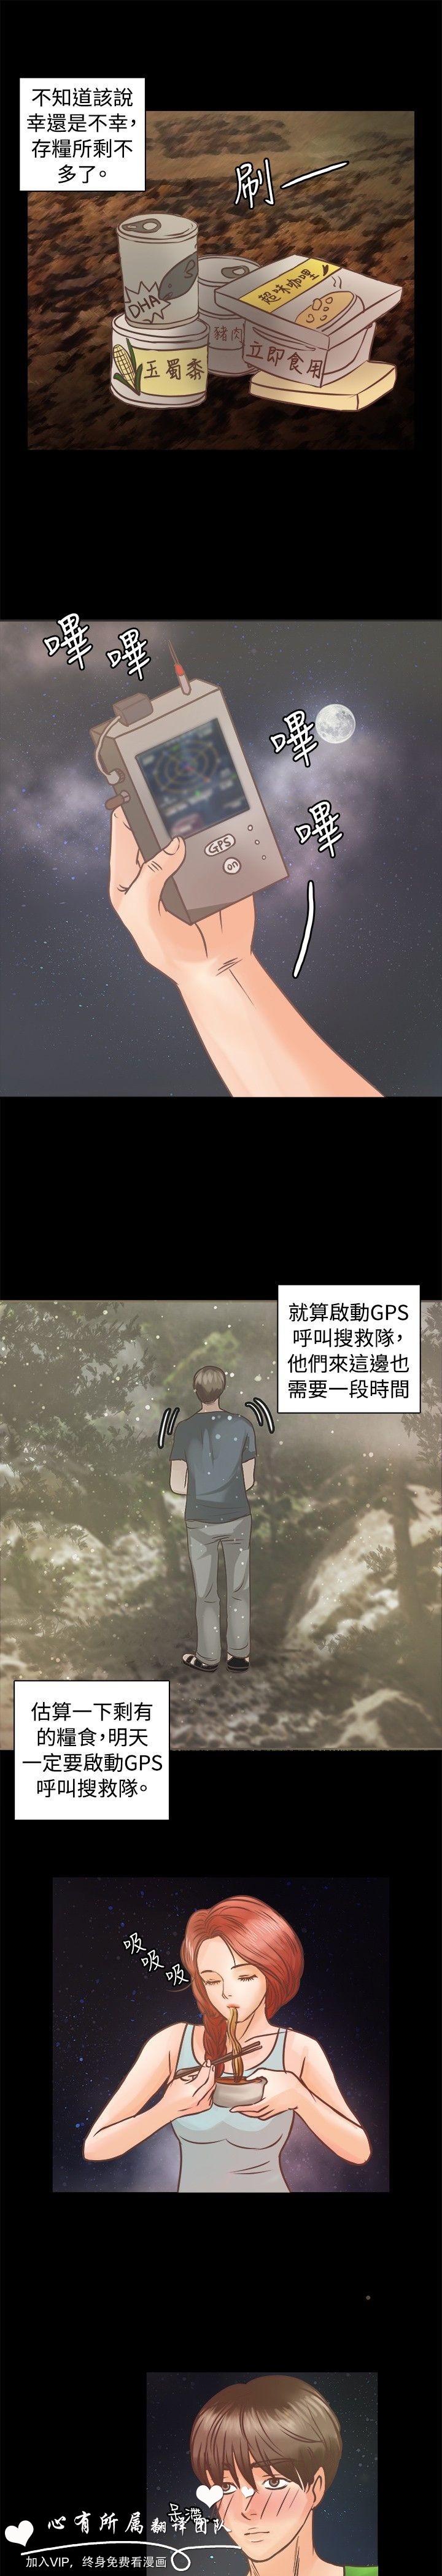 不知道該說
幸還是不幸，
存糧所剩不
多了。
刷
DHA
玉蜀黍
豬肉
超味咖哩
立即食用
嗶
嗶
嗶
嗶
GPS
on
就算啟動GPS
呼叫搜救隊，
他們來這邊也
需要一段時間
估算一下剩有
的糧食，明天
一定要啟動GPS
呼叫搜救隊。
吸
吸
吸
呆滯
心有所属翻译团队
加入VIP，终身免费看漫画